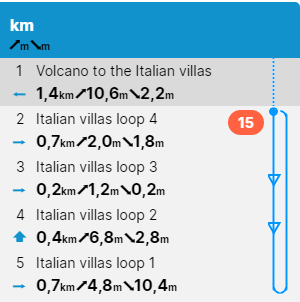 km
↗m↘m
1 Volcano to the Italian villas
← 1,4km↗10,6m↘2,2m
2 Italian villas loop 4
→ 0,7km↗2,0m↘1,8m
15
3 Italian villas loop 3
→ 0,2km↗1,2m↘0,2m
4 Italian villas loop 2
↑ 0,4km↗6,8m↘2,8m
5 Italian villas loop 1
→ 0,7km↗4,8m↘10,4m